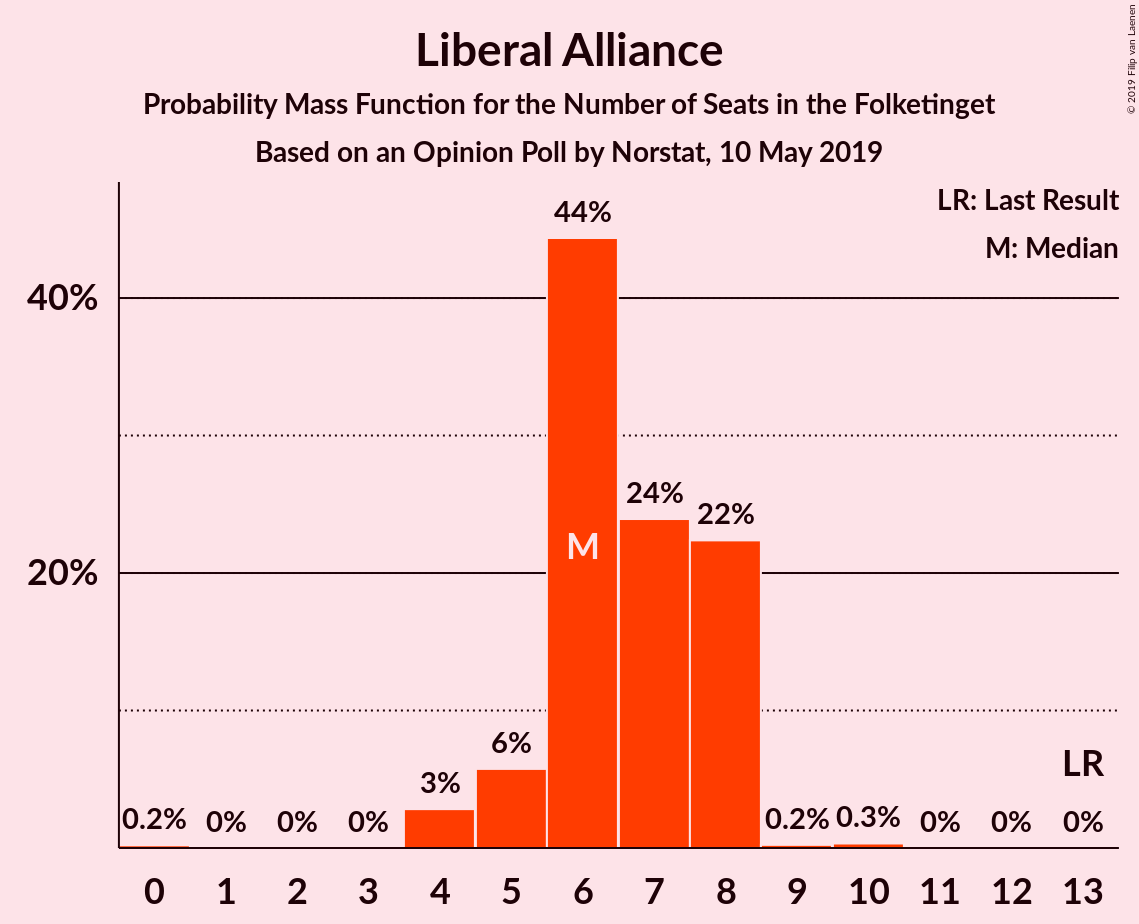 Liberal Alliance
Probability Mass Function for the Number of Seats in the Folketinget
Based on an Opinion Poll by Norstat, 10 May 2019
© 2019 Filip van Laenen
LR: Last Result
M: Median
44%
40%
24%
22%
M
20%
6%
LR
3%
0.2% 0% 0% 0% 0.2% 0.3% 0% 0% 0%
0 1 2 3 4 5 6 7 8 9 10 11 12 13